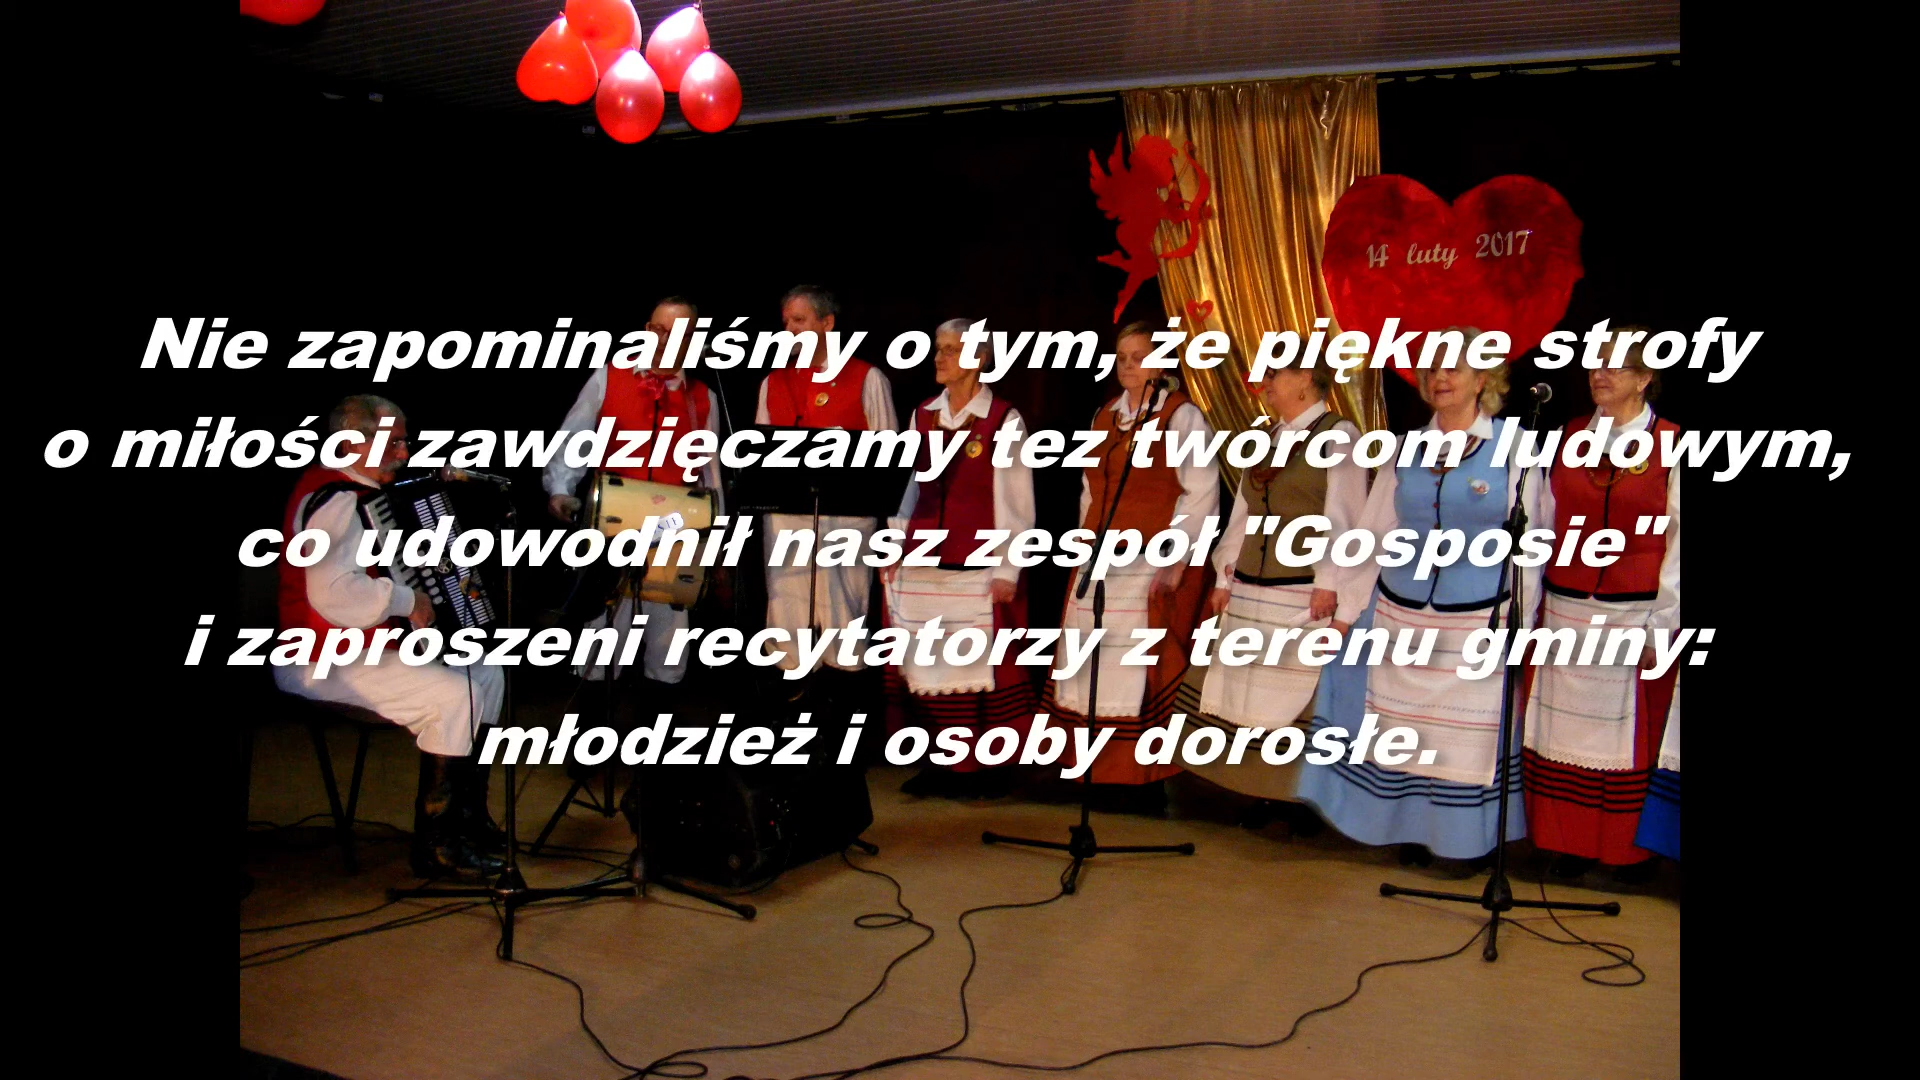 14 luty 2017
Nie zapominaliśmy o tym, że piękne strofy
o miłości zawdzięczamy tez twórcom ludowym,
co udowodnił nasz zespół "Gosposie"
i zaproszeni recytatorzy z terenu gminy:
młodzież i osoby dorosłe.